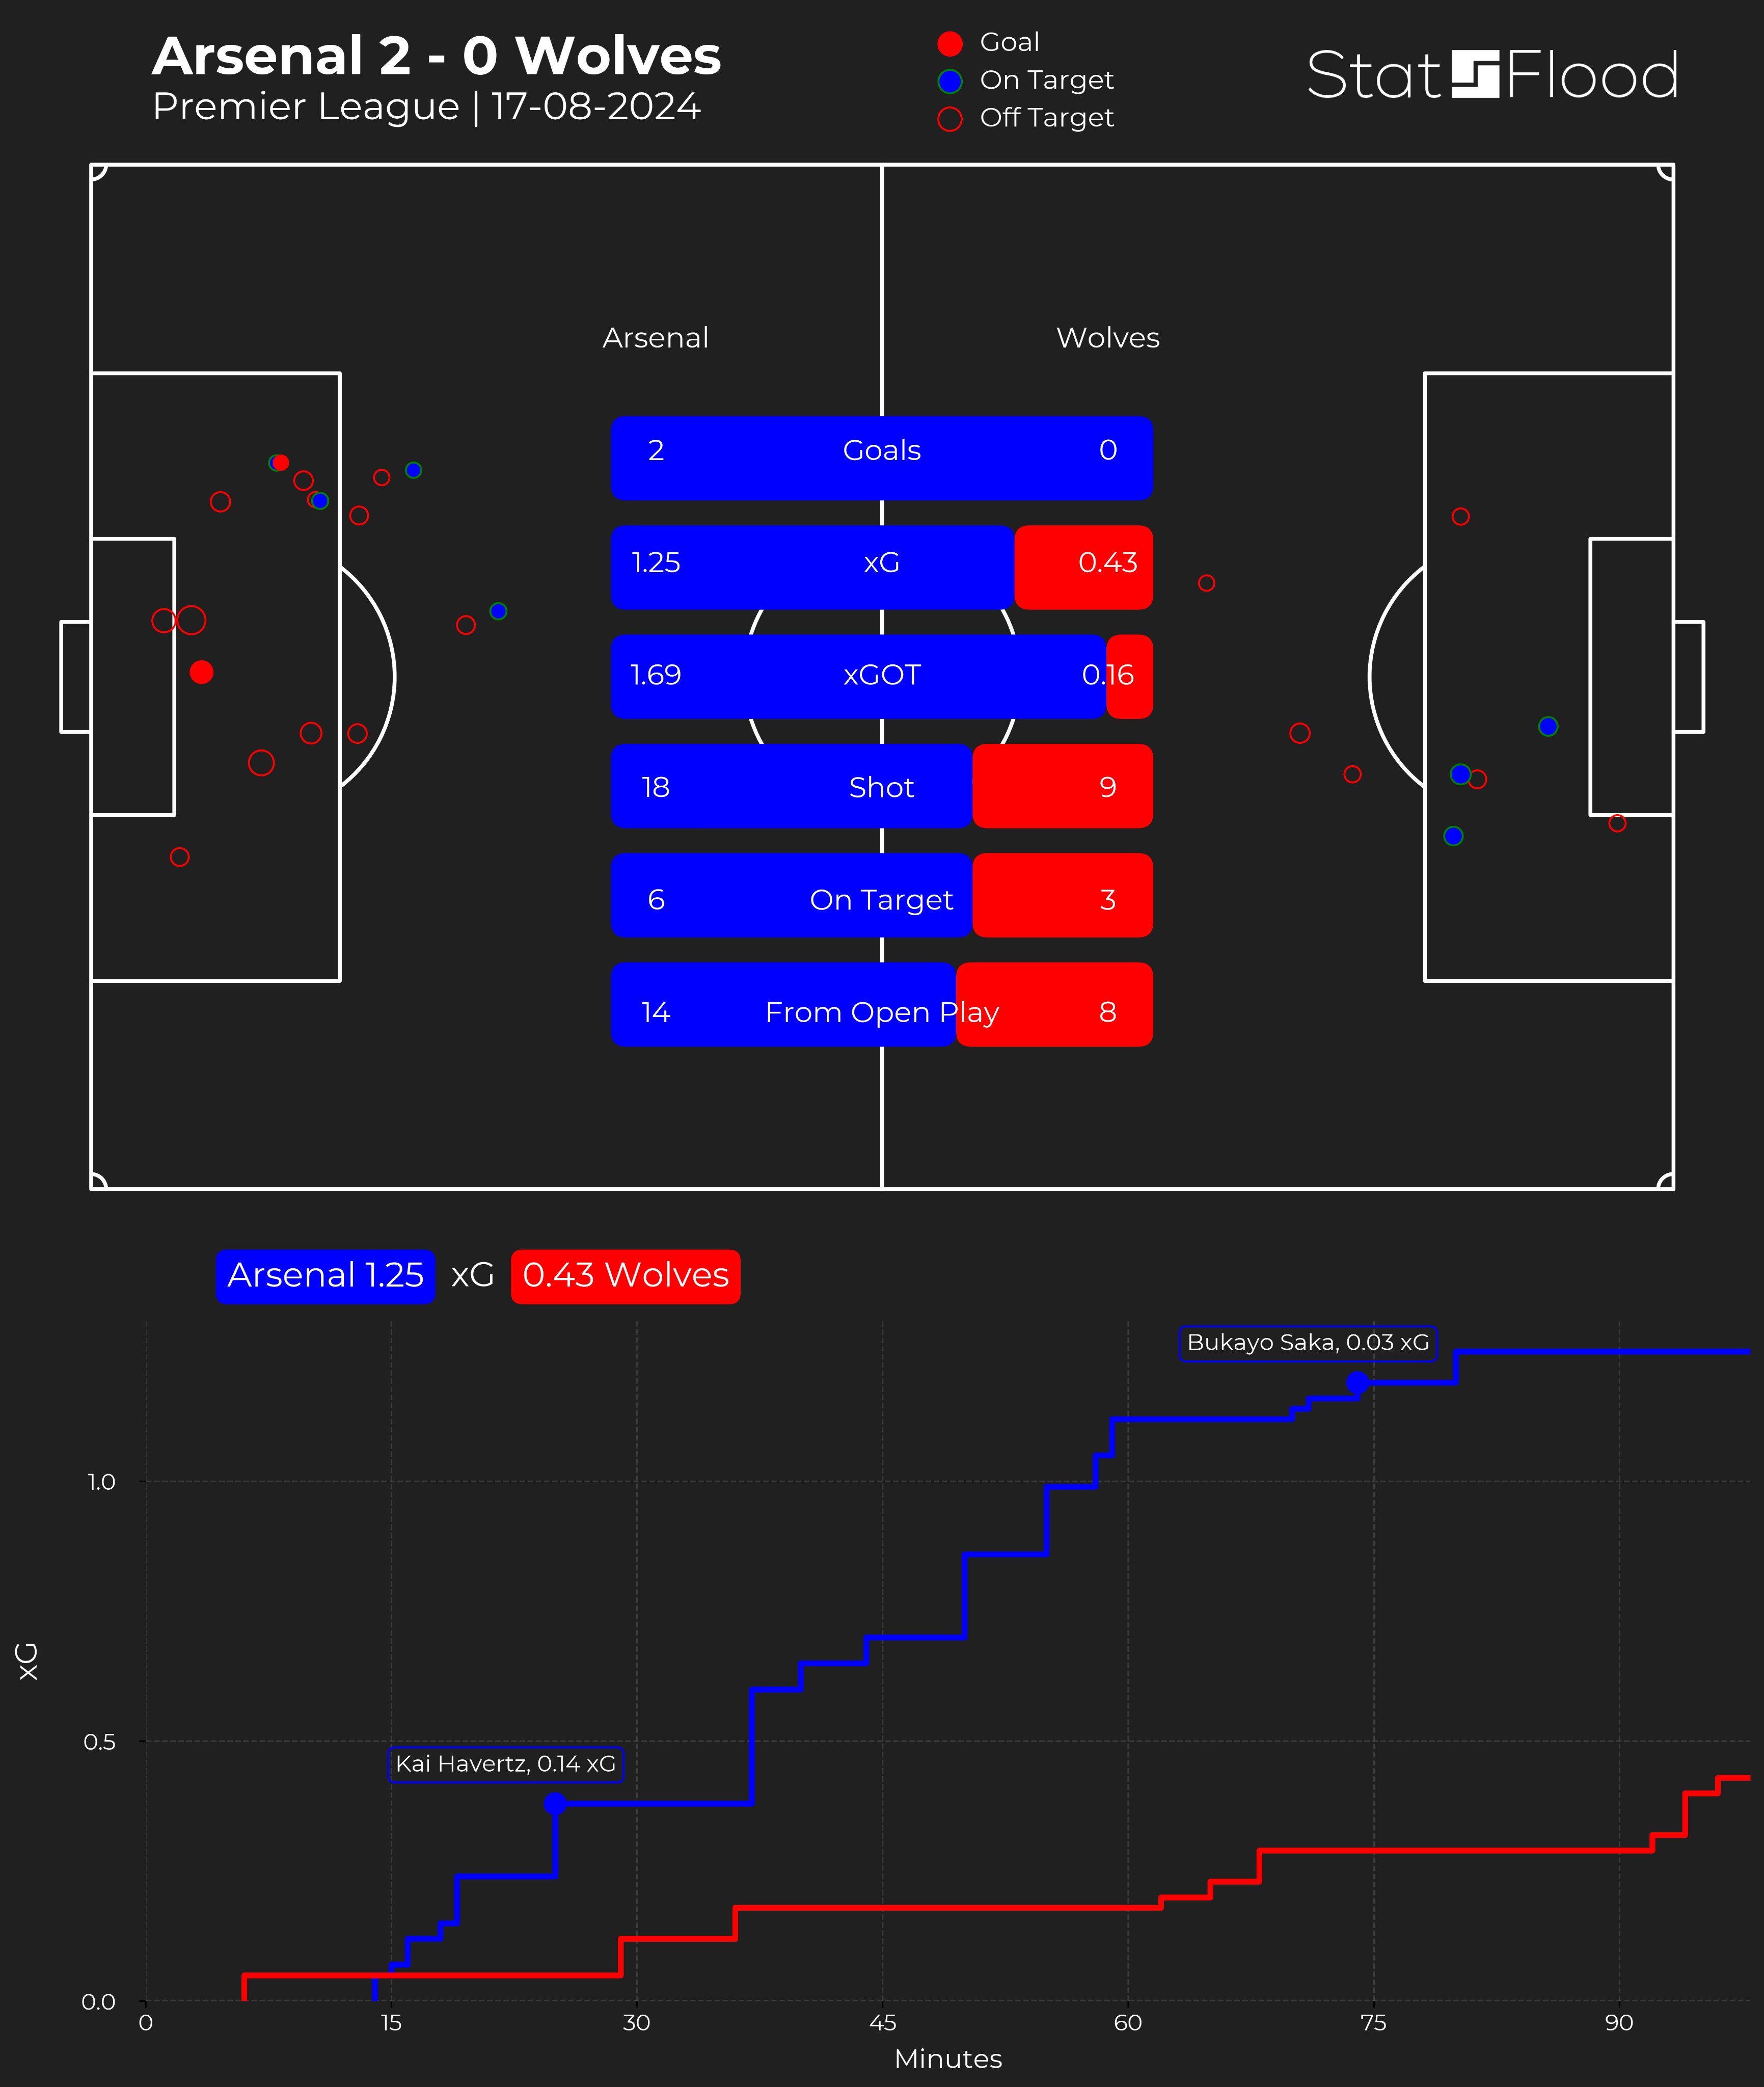 Arsenal 2 - 0 Wolves
Premier League | 17-08-2024
Goal
On Target
Off Target
Stat Flood
Arsenal Wolves
2 Goals 0
1.25 xG 0.43
1.69 xGOT 0.16
18 Shot 9
6 On Target 3
14 From Open Play 8
Arsenal 1.25 xG 0.43 Wolves
Bukayo Saka, 0.03 xG
1.0
xG
0.5
Kai Havertz, 0.14 xG
0.0
0 15 30 45 60 75 90
Minutes